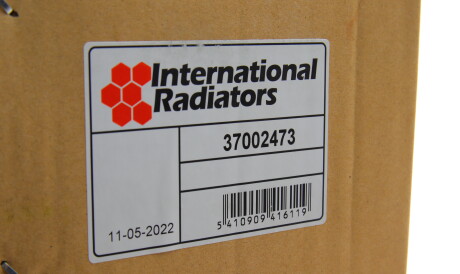 International
Radiators
37002473
11-05-2022
5 410909 416119